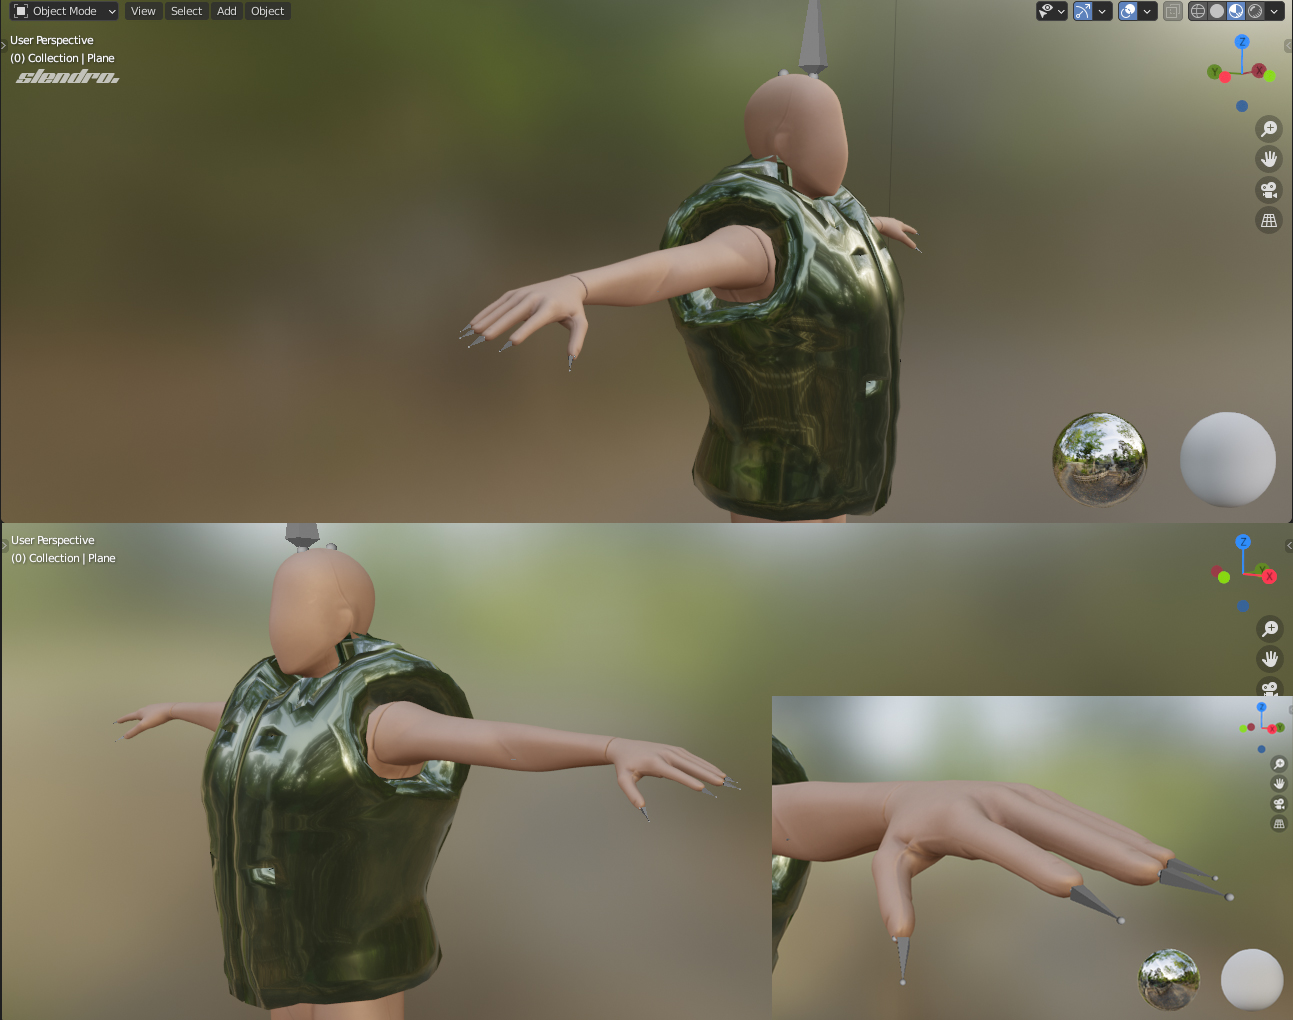 Object Mode View Select Add Object
User Perspective
(0) Collection | Plane
slendro.
Z
Y X
User Perspective
(0) Collection | Plane
Z
Y X
Z
X Y